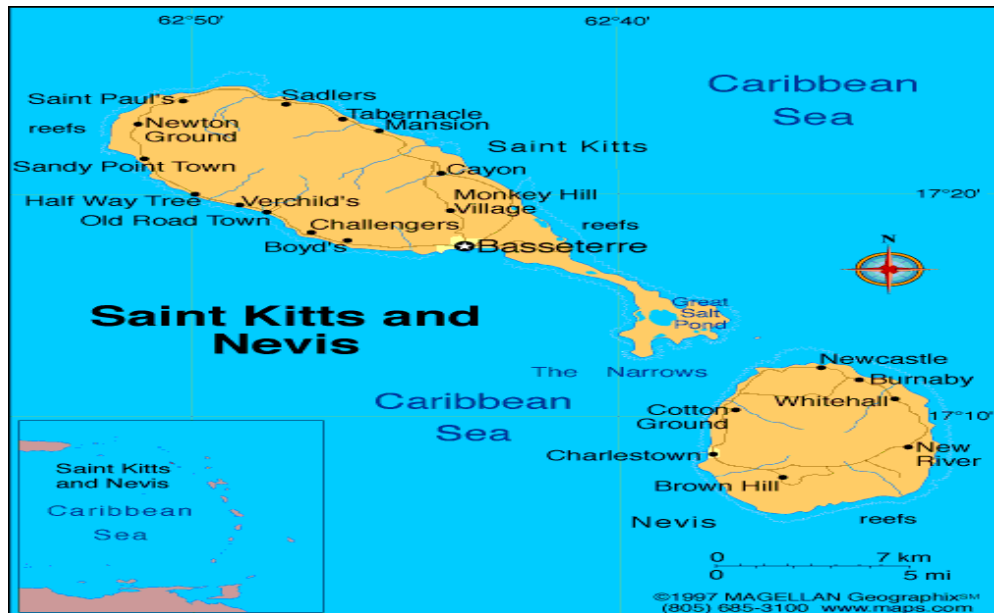 62°50'
62°40'
Caribbean
Sea
Saint Paul's
Sadlers
Tabernacle
Mansion
reefs
Newton
Ground
Saint Kitts
Sandy Point Town
Cayon
Half Way Tree
Verchild's
Monkey Hill
Village
17°20'
Old Road Town
Challengers
reefs
Boyd's
Basseterre
N
Great
Salt
Pond
Saint Kitts and
Nevis
The Narrows
Newcastle
Burnaby
Caribbean
Sea
Whitehall
Cotton
Ground
17°10'
Charlestown
New
River
Brown Hill
Nevis
reefs
Saint Kitts
and Nevis
Caribbean
Sea
0 7 km
0 5 mi
©1997 MAGELLAN Geographix℠
(805) 685-3100 www.maps.com